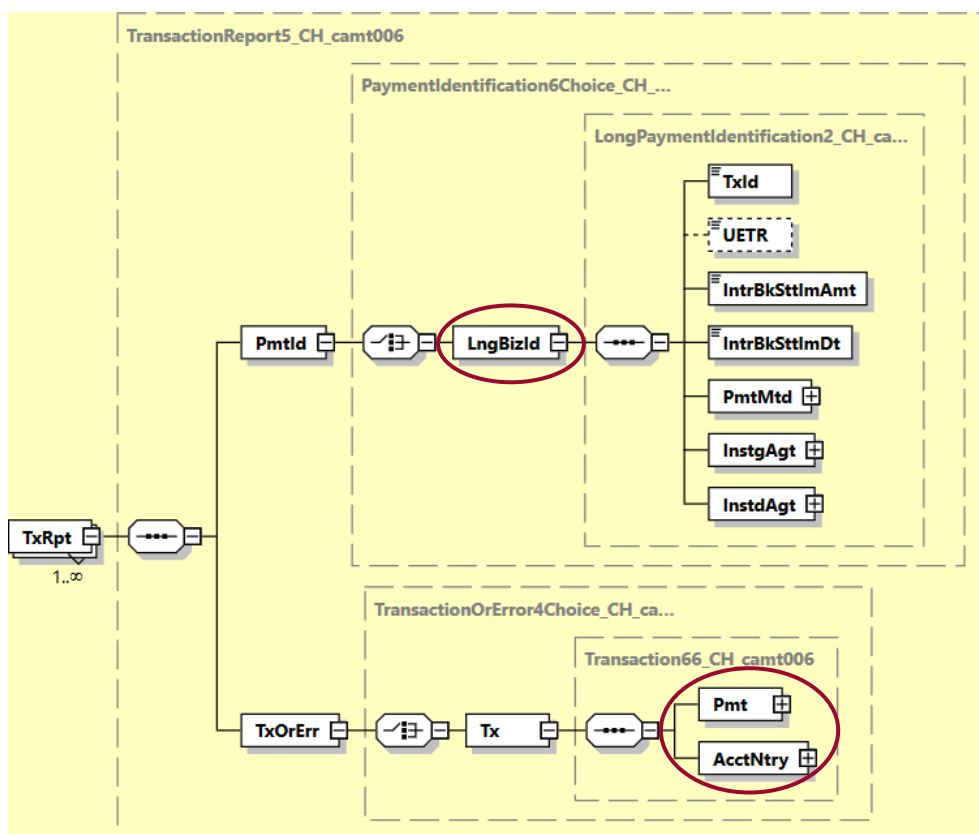 TransactionReport5_CH_camt006
PaymentIdentification6Choice_CH_...
LongPaymentIdentification2_CH_ca...
TxId
UETR
IntrBkSttlmAmt
PmtId
LngBizId
IntrBkSttlmDt
PmtMtd
InstgAgt
InstdAgt
TxRpt
1..∞
TransactionOrError4Choice_CH_ca...
Transaction66_CH_camt006
Pmt
TxOrErr
Tx
AcctNtry